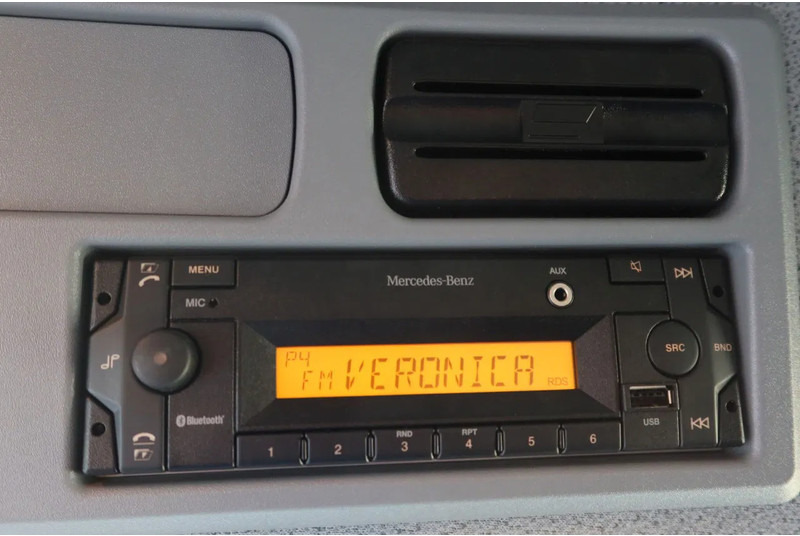 MENU
Mercedes-Benz
AUX
MIC
SRC
BND
P4
FM VERONICA
RDS
Bluetooth
USB
1
2
RND
3
RPT
4
5
6